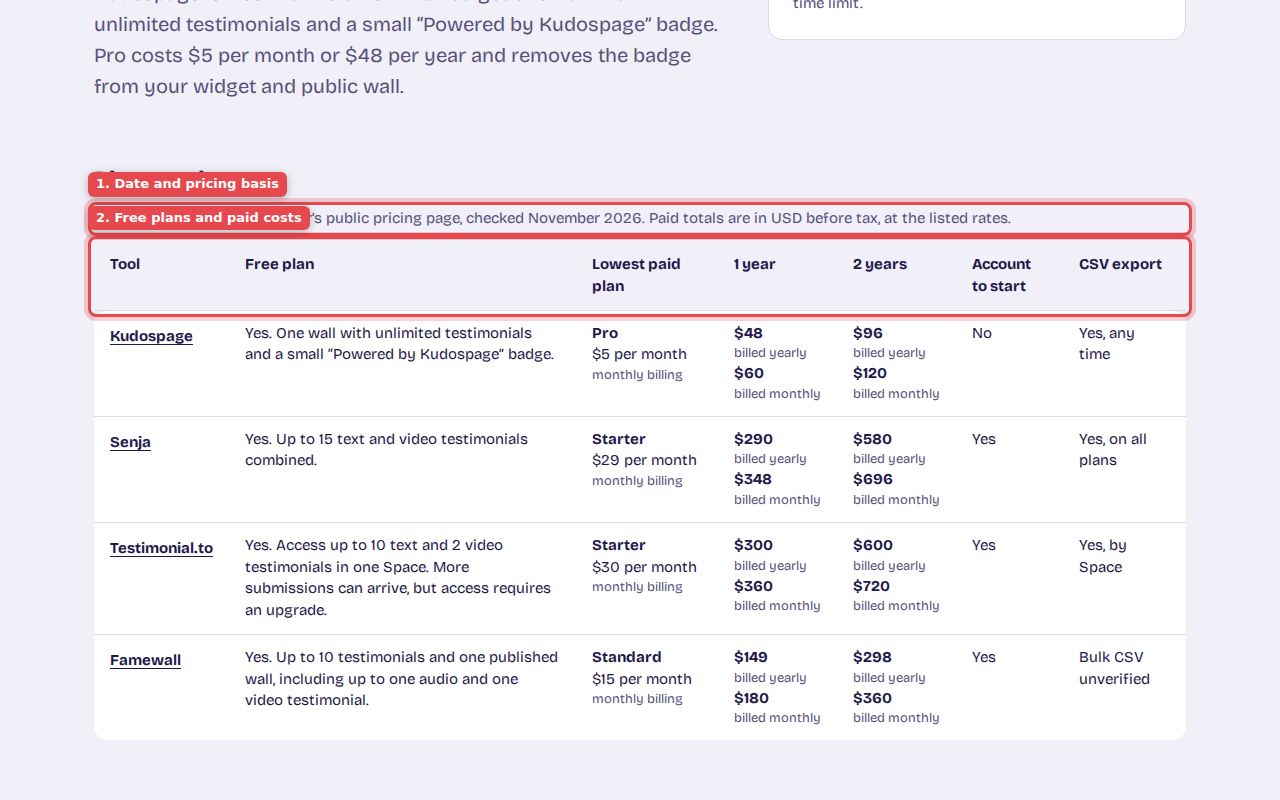 unlimited testimonials and a small “Powered by Kudospage” badge.
Pro costs $5 per month or $48 per year and removes the badge
from your widget and public wall.
time limit.
1. Date and pricing basis
2. Free plans and paid costs
’s public pricing page, checked November 2026. Paid totals are in USD before tax, at the listed rates.
Tool Free plan Lowest paid plan 1 year 2 years Account to start CSV export
Kudospage
Yes. One wall with unlimited testimonials
and a small “Powered by Kudospage” badge.
Pro
$5 per month
monthly billing
$48
billed yearly
$60
billed monthly
$96
billed yearly
$120
billed monthly
No
Yes, any
time
Senja
Yes. Up to 15 text and video testimonials
combined.
Starter
$29 per month
monthly billing
$290
billed yearly
$348
billed monthly
$580
billed yearly
$696
billed monthly
Yes
Yes, on all
plans
Testimonial.to
Yes. Access up to 10 text and 2 video
testimonials in one Space. More
submissions can arrive, but access requires
an upgrade.
Starter
$30 per month
monthly billing
$300
billed yearly
$360
billed monthly
$600
billed yearly
$720
billed monthly
Yes
Yes, by
Space
Famewall
Yes. Up to 10 testimonials and one published
wall, including up to one audio and one
video testimonial.
Standard
$15 per month
monthly billing
$149
billed yearly
$180
billed monthly
$298
billed yearly
$360
billed monthly
Yes
Bulk CSV
unverified